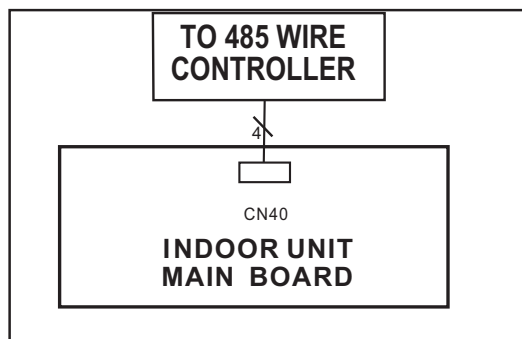 TO 485 WIRE
CONTROLLER
4
CN40
INDOOR UNIT
MAIN BOARD